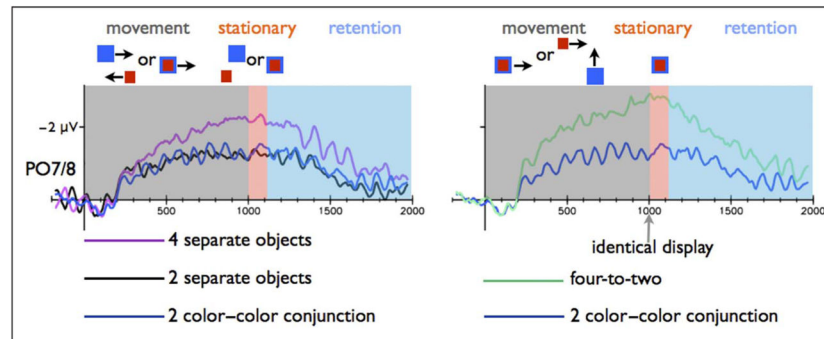 movement stationary retention
or or
−2 µV
PO7/8
500 1000 1500 2000
4 separate objects
2 separate objects
2 color–color conjunction
movement stationary retention
or
500 1000 1500 2000
identical display
four-to-two
2 color–color conjunction